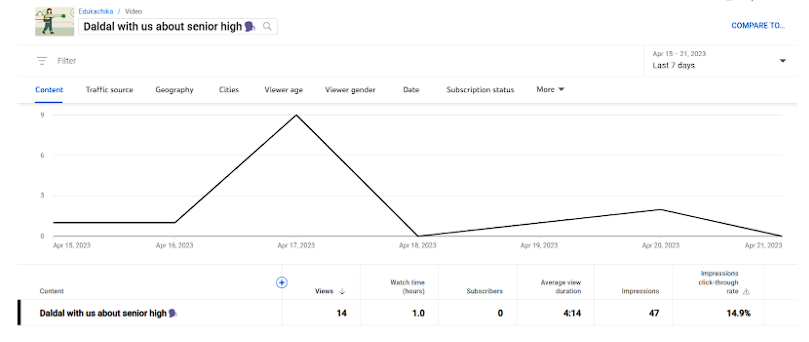 Edukachika / Video
Daldal with us about senior high🗣
COMPARE TO...
Filter
Apr 15 – 21, 2023
Last 7 days
Content Traffic source Geography Cities Viewer age Viewer gender Date Subscription status More
9
6
3
0
Apr 15, 2023 Apr 16, 2023 Apr 17, 2023 Apr 18, 2023 Apr 19, 2023 Apr 20, 2023 Apr 21, 2023
Content Views ↓ Watch time (hours) Subscribers Average view duration Impressions Impressions click-through rate
Daldal with us about senior high🗣 14 1.0 0 4:14 47 14.9%